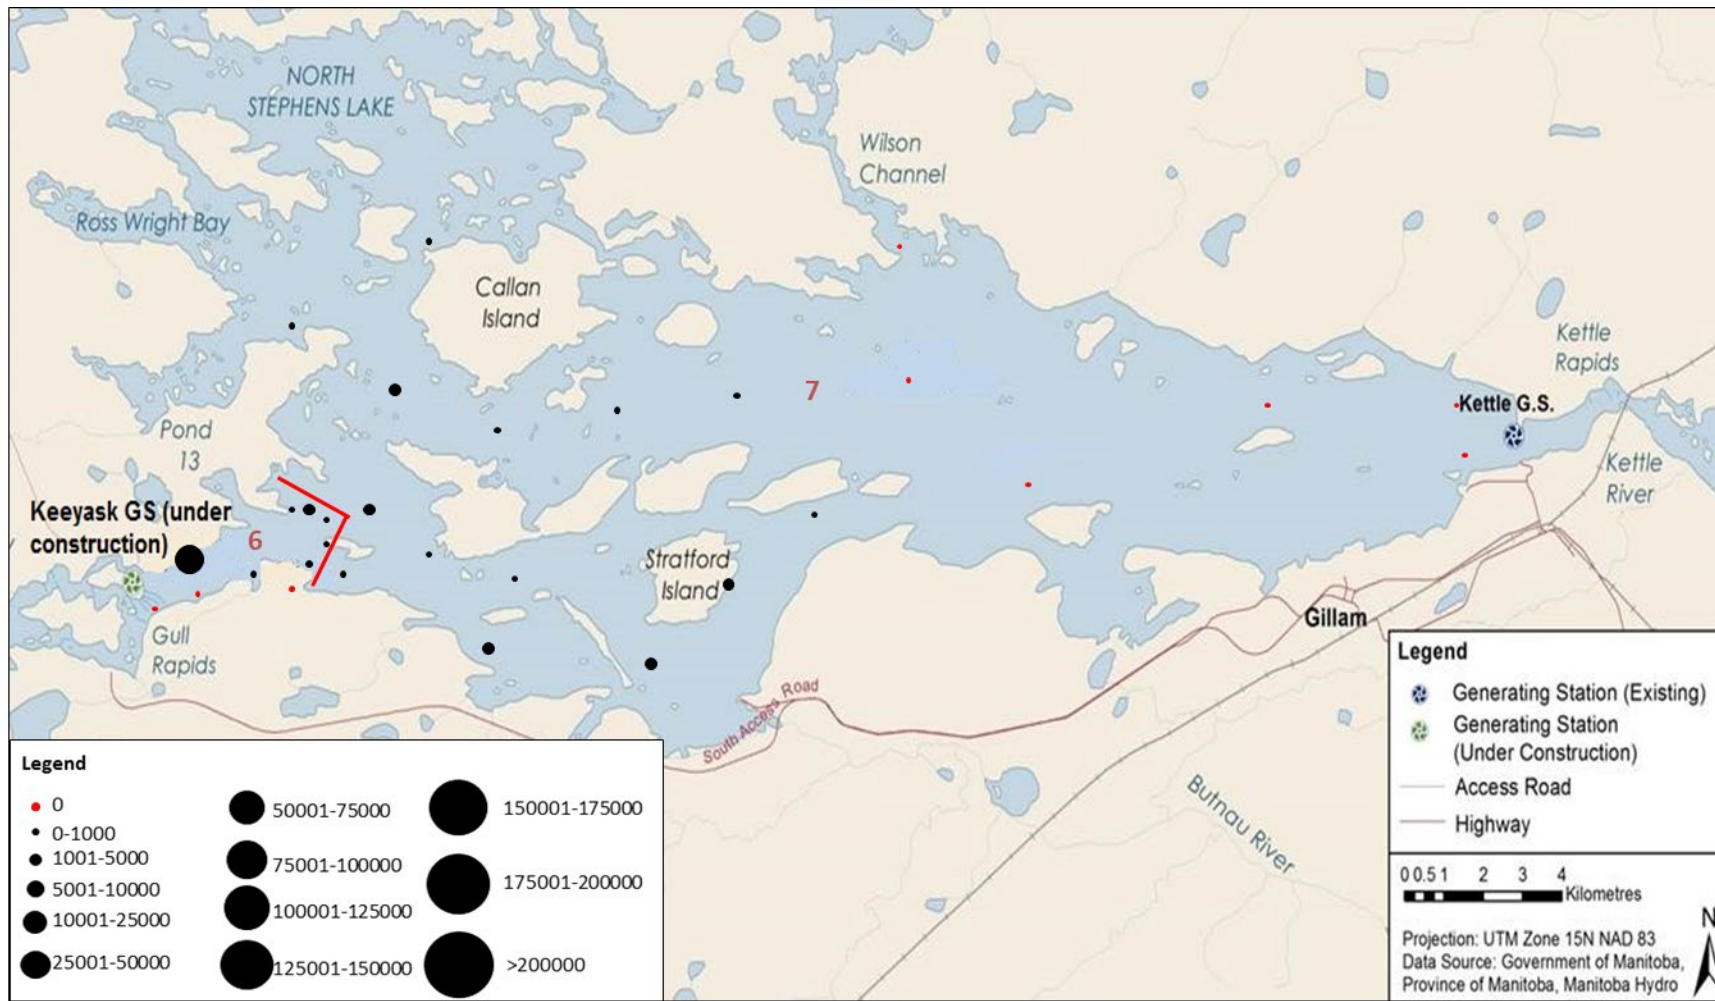 NORTH
STEPHENS LAKE
Wilson
Channel
Ross Wright Bay
Callan
Island
Kettle
Rapids
7
Kettle G.S.
Pond
13
Kettle
River
Keeyask GS (under
construction)
6
Stratford
Island
Gillam
Gull
Rapids
South Access Road
Butnau River
Legend
Generating Station (Existing)
Generating Station
(Under Construction)
Access Road
Highway
0 0.5 1 2 3 4
Kilometres
N
Projection: UTM Zone 15N NAD 83
Data Source: Government of Manitoba,
Province of Manitoba, Manitoba Hydro
Legend
0
0-1000
1001-5000
5001-10000
10001-25000
25001-50000
50001-75000
75001-100000
100001-125000
125001-150000
150001-175000
175001-200000
>200000